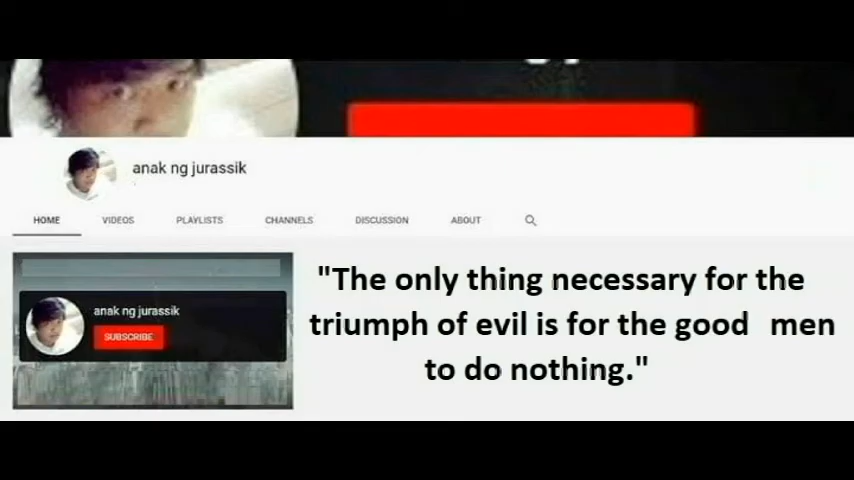 anak ng jurassik
HOME VIDEOS PLAYLISTS CHANNELS DISCUSSION ABOUT
anak ng jurassik
SUBSCRIBE
"The only thing necessary for the
triumph of evil is for the good men
to do nothing."